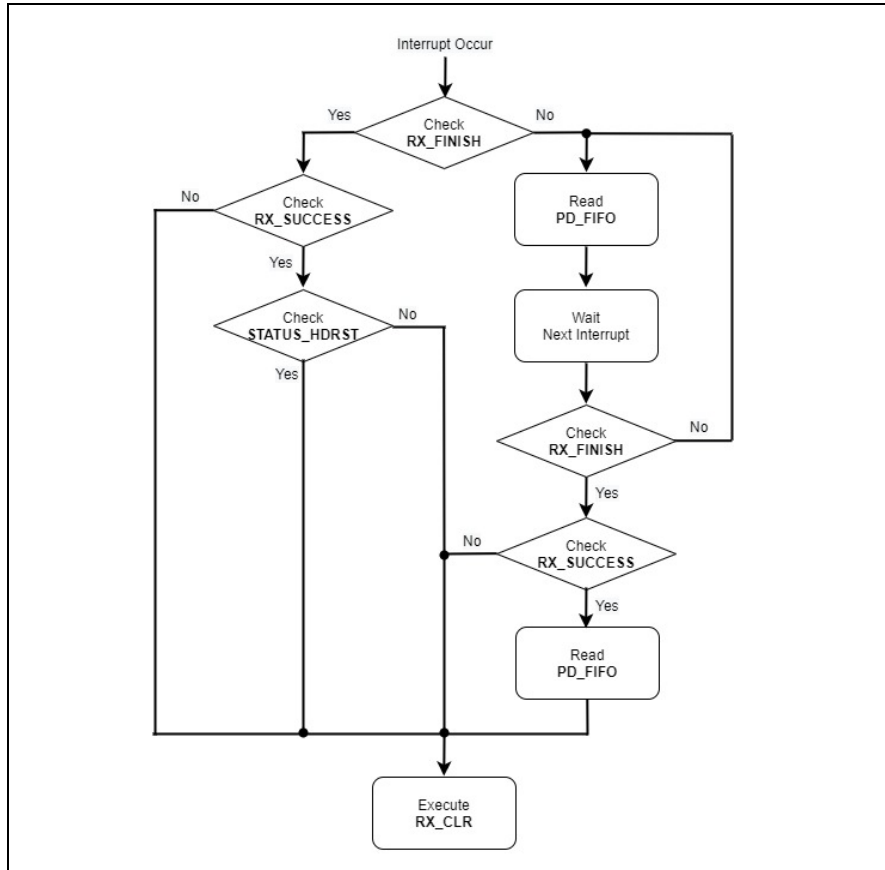 Interrupt Occur
Yes
No
Check
RX_FINISH
No
Check
RX_SUCCESS
Read
PD_FIFO
Yes
Check
STATUS_HDRST
No
Wait
Next Interrupt
Yes
Check
RX_FINISH
No
Yes
No
Check
RX_SUCCESS
Yes
Read
PD_FIFO
Execute
RX_CLR